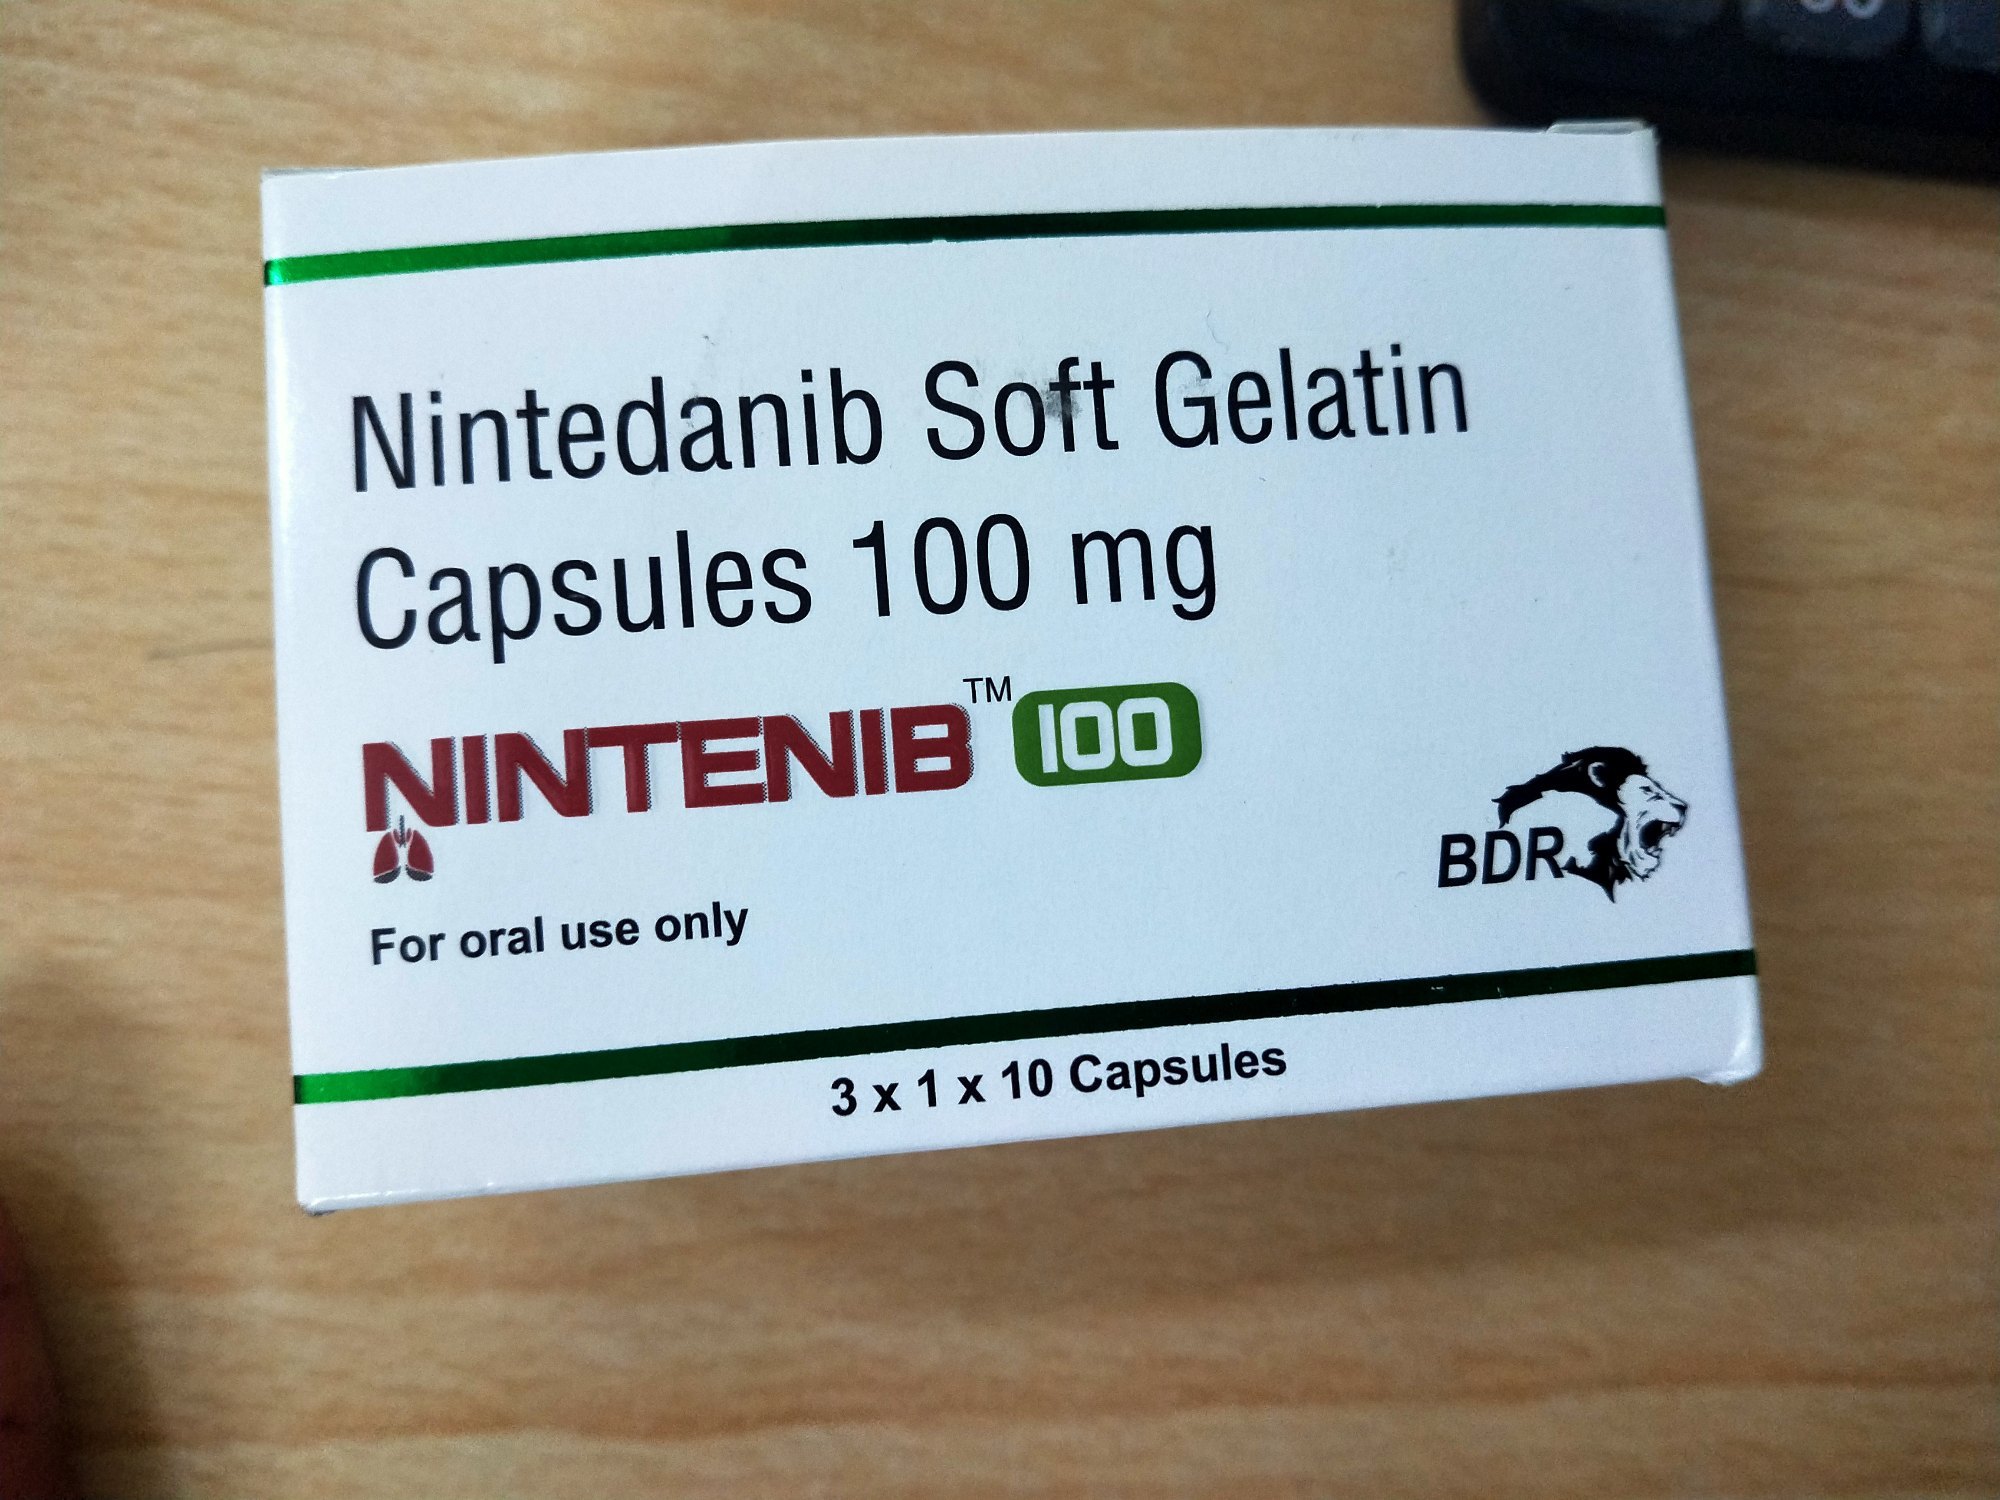 Nintedanib Soft Gelatin
Capsules 100 mg
NINTENIB™ 100
For oral use only
BDR
3 x 1 x 10 Capsules